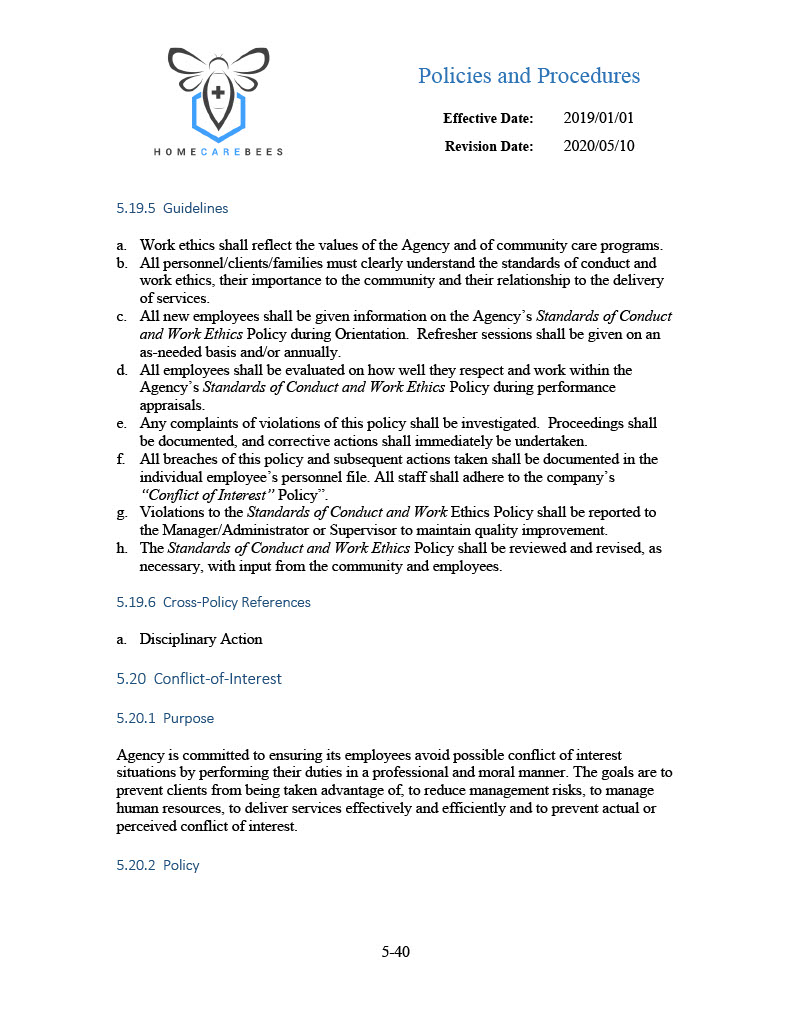 Policies and Procedures
Effective Date: 2019/01/01
Revision Date: 2020/05/10
HOMECAREBEES
5.19.5 Guidelines
a. Work ethics shall reflect the values of the Agency and of community care programs.
b. All personnel/clients/families must clearly understand the standards of conduct and
work ethics, their importance to the community and their relationship to the delivery
of services.
c. All new employees shall be given information on the Agency’s Standards of Conduct
and Work Ethics Policy during Orientation.  Refresher sessions shall be given on an
as-needed basis and/or annually.
d. All employees shall be evaluated on how well they respect and work within the
Agency’s Standards of Conduct and Work Ethics Policy during performance
appraisals.
e. Any complaints of violations of this policy shall be investigated.  Proceedings shall
be documented, and corrective actions shall immediately be undertaken.
f. All breaches of this policy and subsequent actions taken shall be documented in the
individual employee’s personnel file. All staff shall adhere to the company’s
“Conflict of Interest” Policy”.
g. Violations to the Standards of Conduct and Work Ethics Policy shall be reported to
the Manager/Administrator or Supervisor to maintain quality improvement.
h. The Standards of Conduct and Work Ethics Policy shall be reviewed and revised, as
necessary, with input from the community and employees.
5.19.6 Cross-Policy References
a. Disciplinary Action
5.20 Conflict-of-Interest
5.20.1 Purpose
Agency is committed to ensuring its employees avoid possible conflict of interest
situations by performing their duties in a professional and moral manner. The goals are to
prevent clients from being taken advantage of, to reduce management risks, to manage
human resources, to deliver services effectively and efficiently and to prevent actual or
perceived conflict of interest.
5.20.2 Policy
5-40